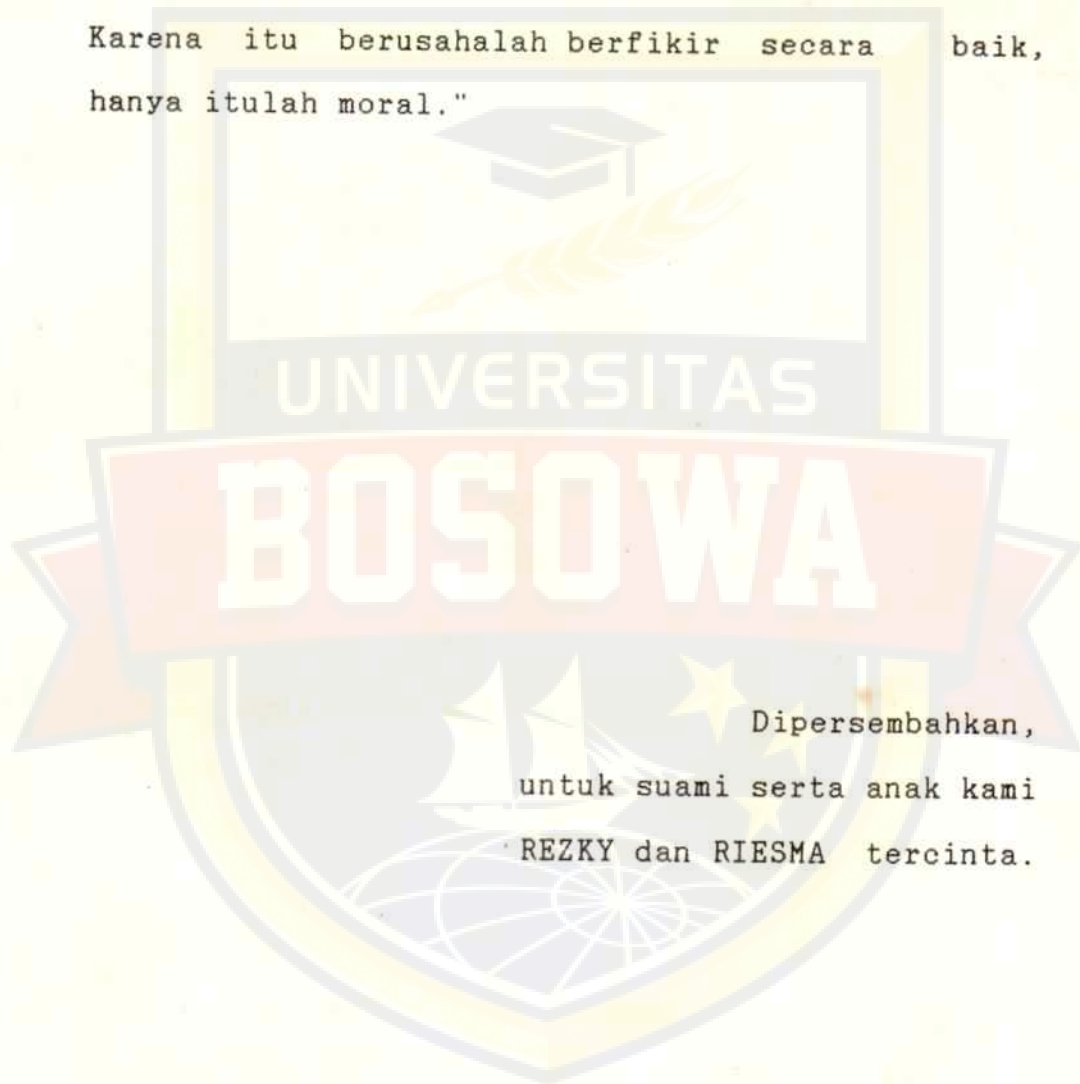 Karena itu berusahalah berfikir secara baik,
hanya itulah moral."
UNIVERSITAS
BOSOWA
Dipersembahkan,
untuk suami serta anak kami
REZKY dan RIESMA tercinta.